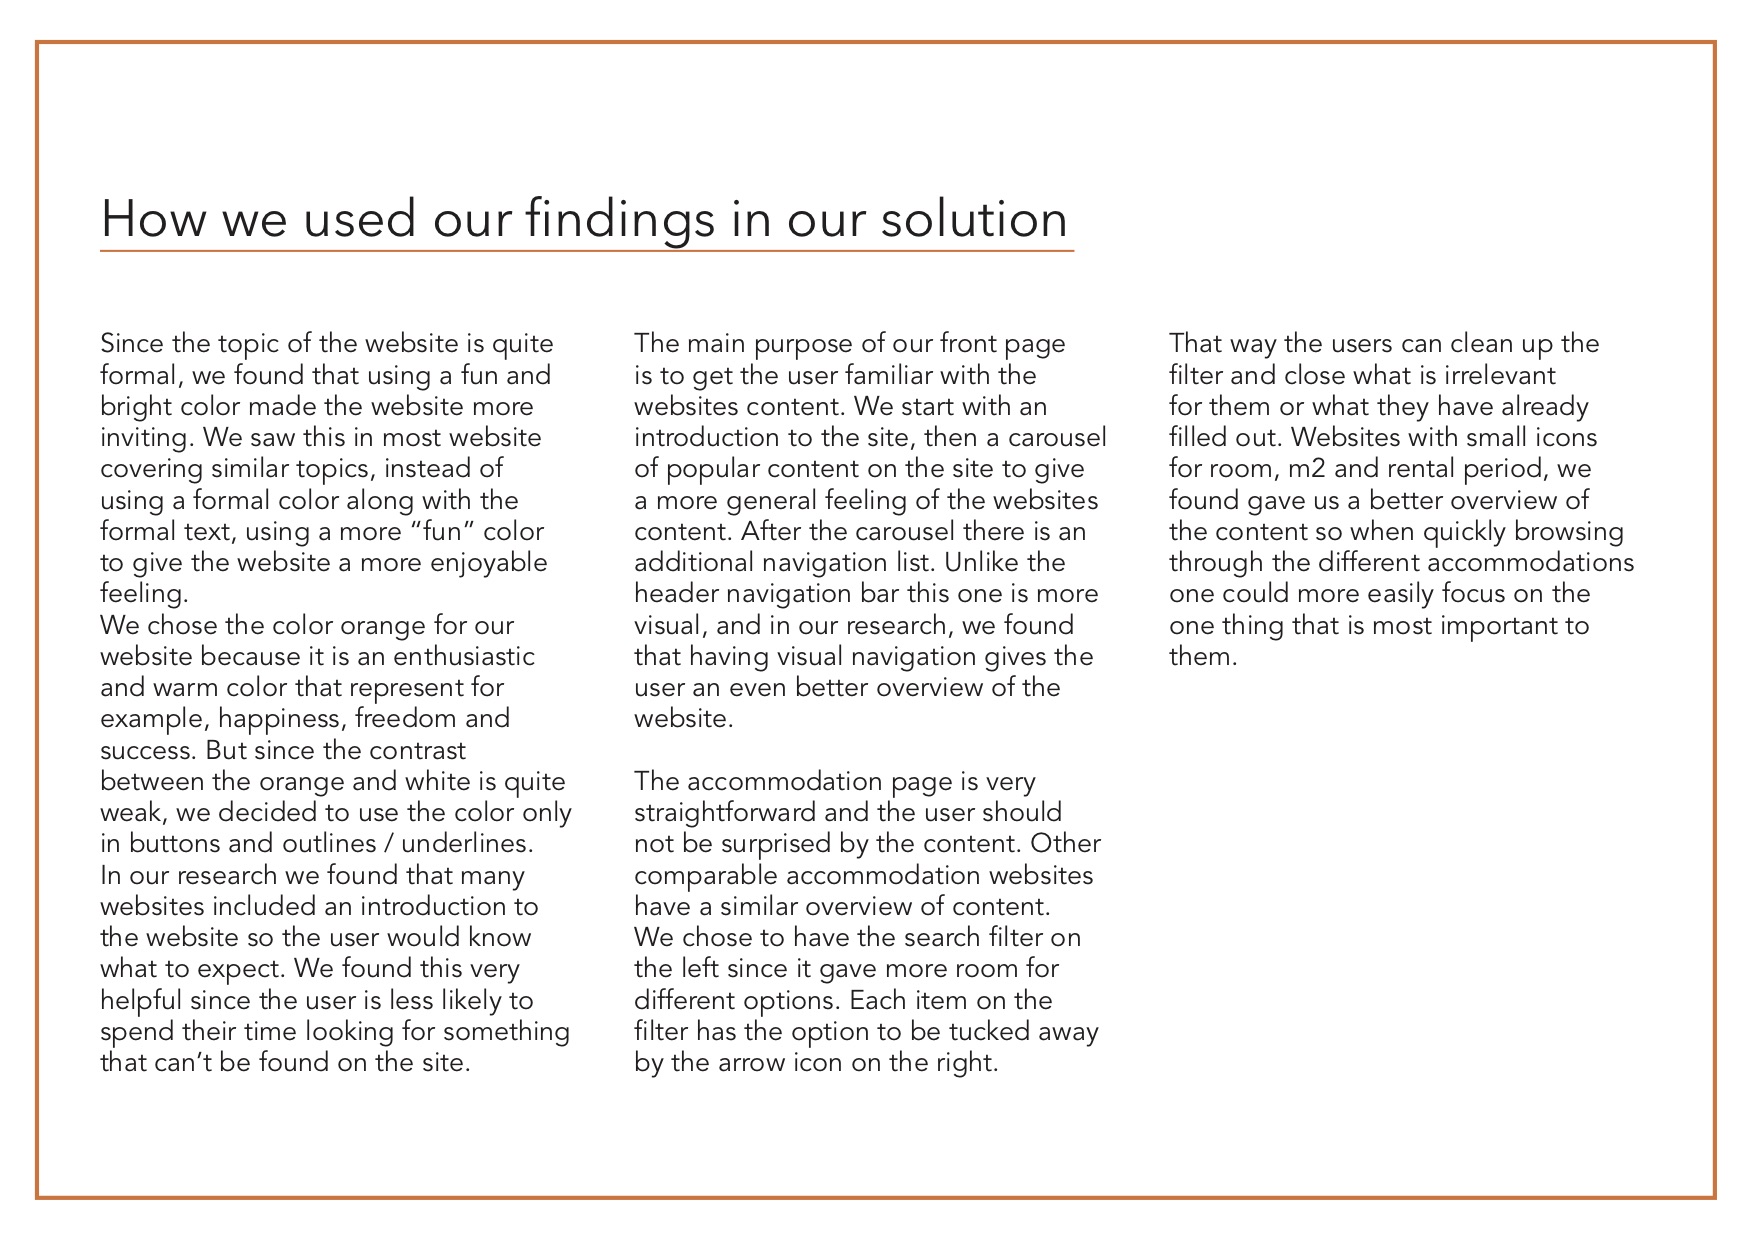 How we used our findings in our solution
Since the topic of the website is quite
formal, we found that using a fun and
bright color made the website more
inviting. We saw this in most website
covering similar topics, instead of
using a formal color along with the
formal text, using a more “fun” color
to give the website a more enjoyable
feeling.
We chose the color orange for our
website because it is an enthusiastic
and warm color that represent for
example, happiness, freedom and
success. But since the contrast
between the orange and white is quite
weak, we decided to use the color only
in buttons and outlines / underlines.
In our research we found that many
websites included an introduction to
the website so the user would know
what to expect. We found this very
helpful since the user is less likely to
spend their time looking for something
that can’t be found on the site.
The main purpose of our front page
is to get the user familiar with the
websites content. We start with an
introduction to the site, then a carousel
of popular content on the site to give
a more general feeling of the websites
content. After the carousel there is an
additional navigation list. Unlike the
header navigation bar this one is more
visual, and in our research, we found
that having visual navigation gives the
user an even better overview of the
website.
The accommodation page is very
straightforward and the user should
not be surprised by the content. Other
comparable accommodation websites
have a similar overview of content.
We chose to have the search filter on
the left since it gave more room for
different options. Each item on the
filter has the option to be tucked away
by the arrow icon on the right.
That way the users can clean up the
filter and close what is irrelevant
for them or what they have already
filled out. Websites with small icons
for room, m2 and rental period, we
found gave us a better overview of
the content so when quickly browsing
through the different accommodations
one could more easily focus on the
one thing that is most important to
them.